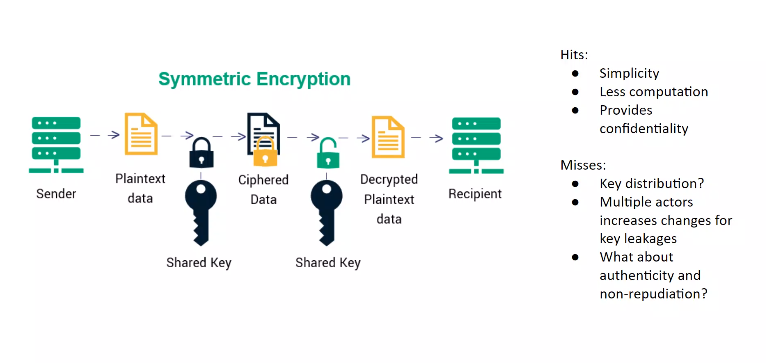 Symmetric Encryption
Sender
Plaintext
data
Shared Key
Ciphered
Data
Shared Key
Decrypted
Plaintext
data
Recipient
Hits:
● Simplicity
● Less computation
● Provides
confidentiality
Misses:
● Key distribution?
● Multiple actors
increases changes for
key leakages
● What about
authenticity and
non-repudiation?